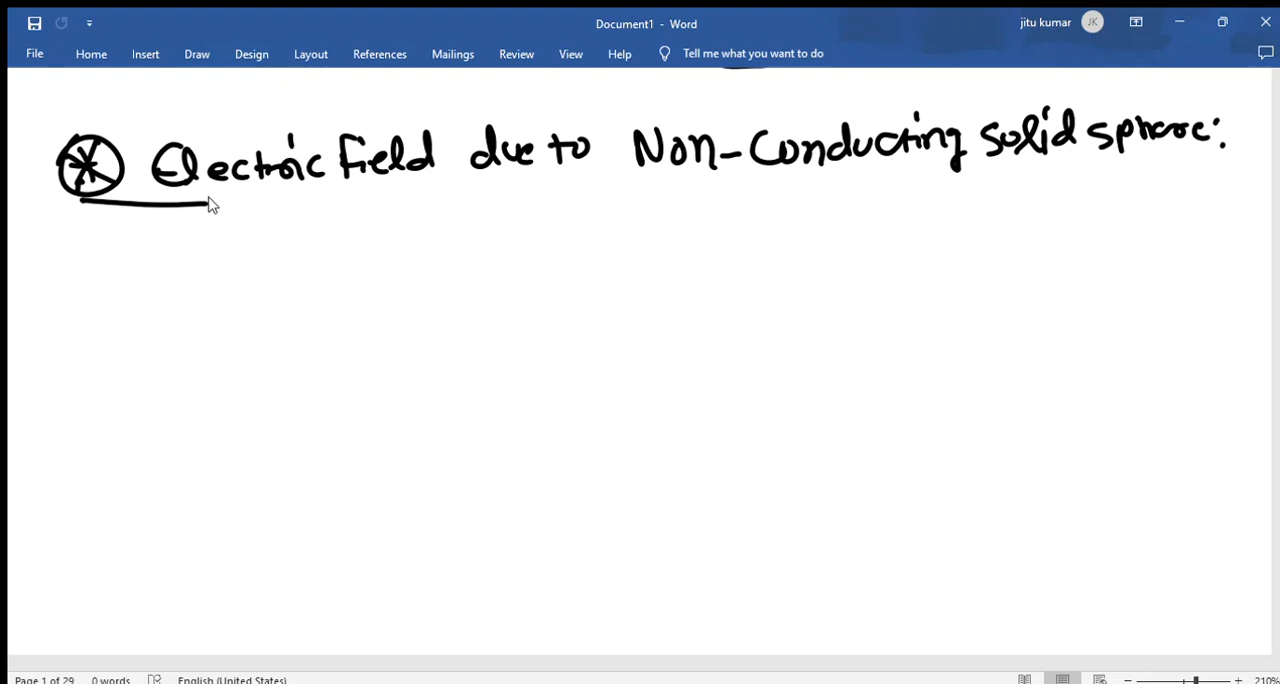 Document1 - Word
jitu kumar
JK
File Home Insert Draw Design Layout References Mailings Review View Help Tell me what you want to do
Electric Field due to Non-Conducting solid sphere:
Page 1 of 29 0 words English (United States) 210%